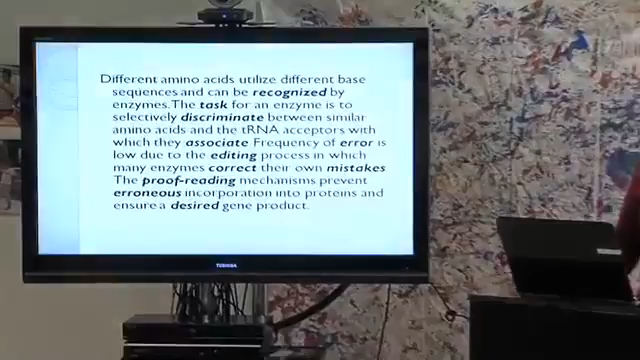 Different amino acids utilize different base
sequences and can be recognized by
enzymes. The task for an enzyme is to
selectively discriminate between similar
amino acids and the tRNA acceptors with
which they associate Frequency of error is
low due to the editing process in which
many enzymes correct their own mistakes
The proof-reading mechanisms prevent
erroneous incorporation into proteins and
ensure a desired gene product.
TOSHIBA